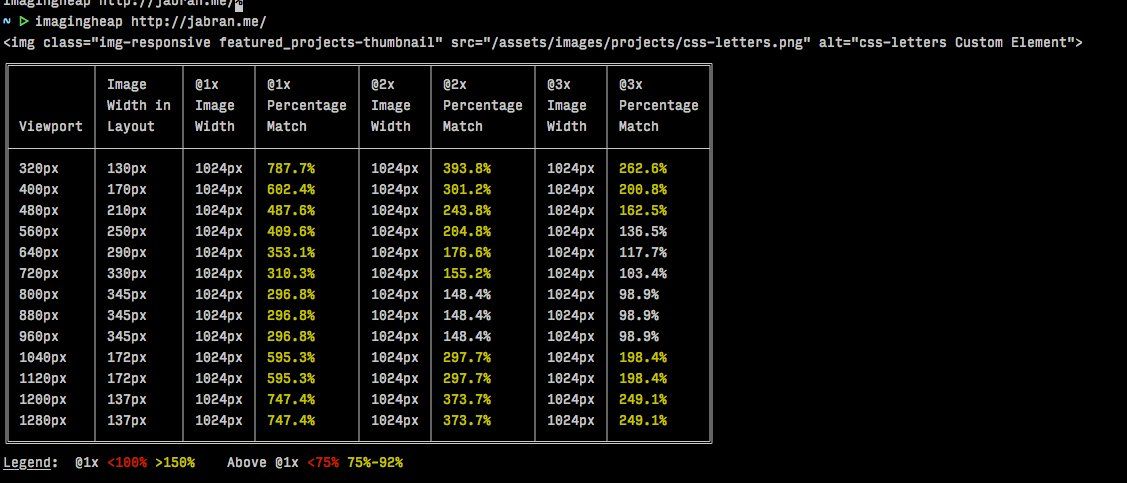 imagingheap http://jabran.me/%
~ ▷ imagingheap http://jabran.me/
<img class="img-responsive featured_projects-thumbnail" src="/assets/images/projects/css-letters.png" alt="css-letters Custom Element">
Image @1x @1x @2x @2x @3x @3x
Width in Image Percentage Image Percentage Image Percentage
Viewport Layout Width Match Width Match Width Match
320px 130px 1024px 787.7% 1024px 393.8% 1024px 262.6%
400px 170px 1024px 602.4% 1024px 301.2% 1024px 200.8%
480px 210px 1024px 487.6% 1024px 243.8% 1024px 162.5%
560px 250px 1024px 409.6% 1024px 204.8% 1024px 136.5%
640px 290px 1024px 353.1% 1024px 176.6% 1024px 117.7%
720px 330px 1024px 310.3% 1024px 155.2% 1024px 103.4%
800px 345px 1024px 296.8% 1024px 148.4% 1024px 98.9%
880px 345px 1024px 296.8% 1024px 148.4% 1024px 98.9%
960px 345px 1024px 296.8% 1024px 148.4% 1024px 98.9%
1040px 172px 1024px 595.3% 1024px 297.7% 1024px 198.4%
1120px 172px 1024px 595.3% 1024px 297.7% 1024px 198.4%
1200px 137px 1024px 747.4% 1024px 373.7% 1024px 249.1%
1280px 137px 1024px 747.4% 1024px 373.7% 1024px 249.1%
Legend: @1x <100% >150% Above @1x <75% 75%-92%